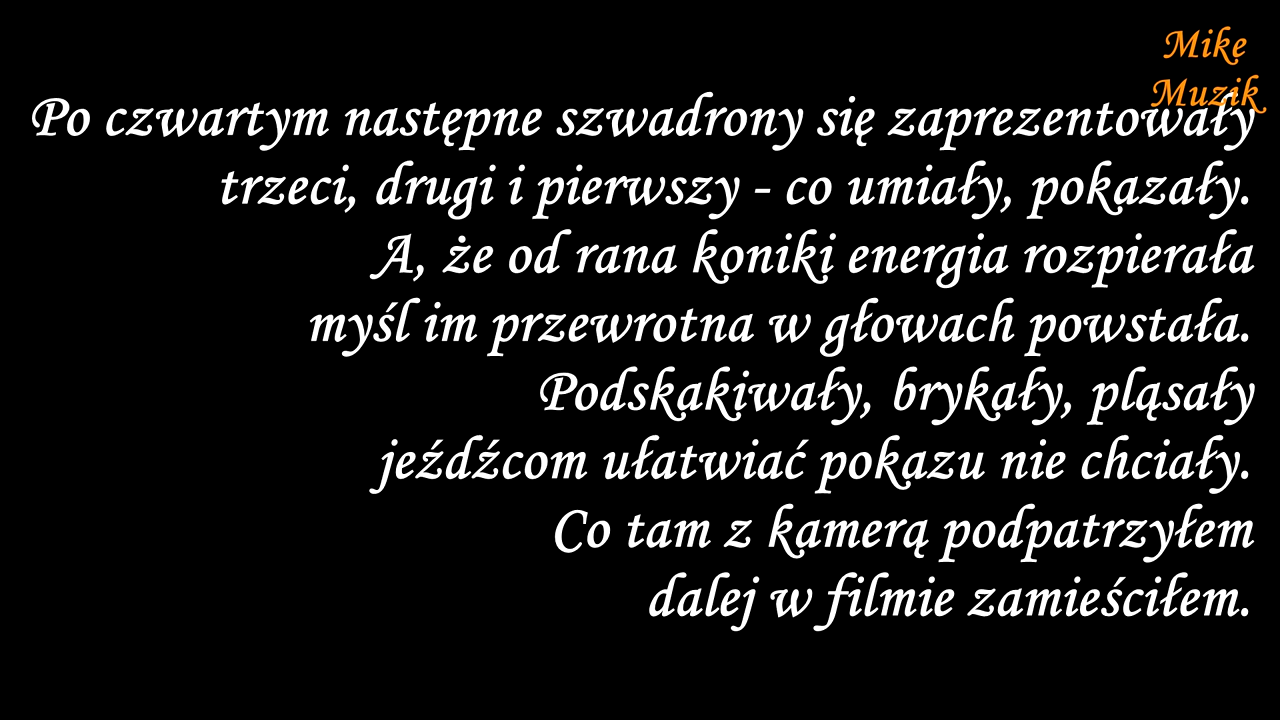 Mike
Muzik
Po czwartym następne szwadrony się zaprezentowały
trzeci, drugi i pierwszy - co umiały, pokazały.
A, że od rana koniki energia rozpierała
myśl im przewrotna w głowach powstała.
Podskakiwały, brykały, pląsały
jeźdźcom ułatwiać pokazu nie chciały.
Co tam z kamerą podpatrzyłem
dalej w filmie zamieściłem.